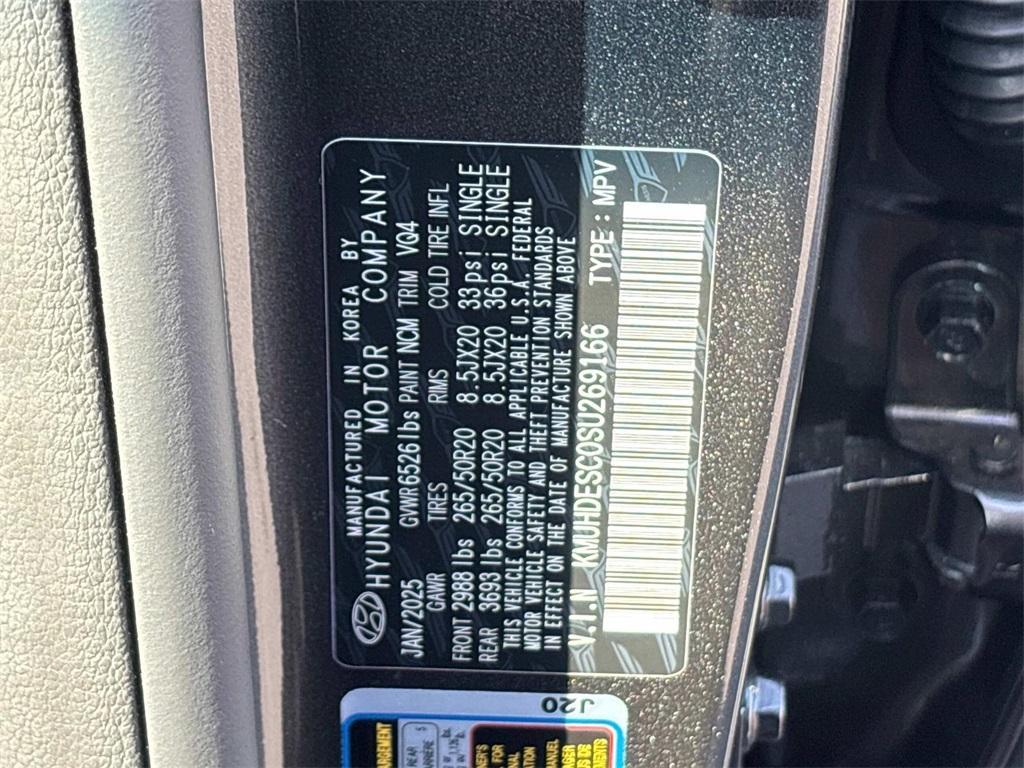 MANUFACTURED IN KOREA BY
HYUNDAI MOTOR COMPANY
JAN/2025 GVWR6526lbs PAINT NCM TRIM VQ4
GAWR TIRES RIMS COLD TIRE INFL
FRONT 2988lbs 265/50R20 8.5JX20 33psi SINGLE
REAR 3693lbs 265/50R20 8.5JX20 36psi SINGLE
THIS VEHICLE CONFORMS TO ALL APPLICABLE U.S.A. FEDERAL
MOTOR VEHICLE SAFETY AND THEFT PREVENTION STANDARDS
IN EFFECT ON THE DATE OF MANUFACTURE SHOWN ABOVE
V.I.N KMUHDESC0SU269166 TYPE : MPV
J20
REAR 5